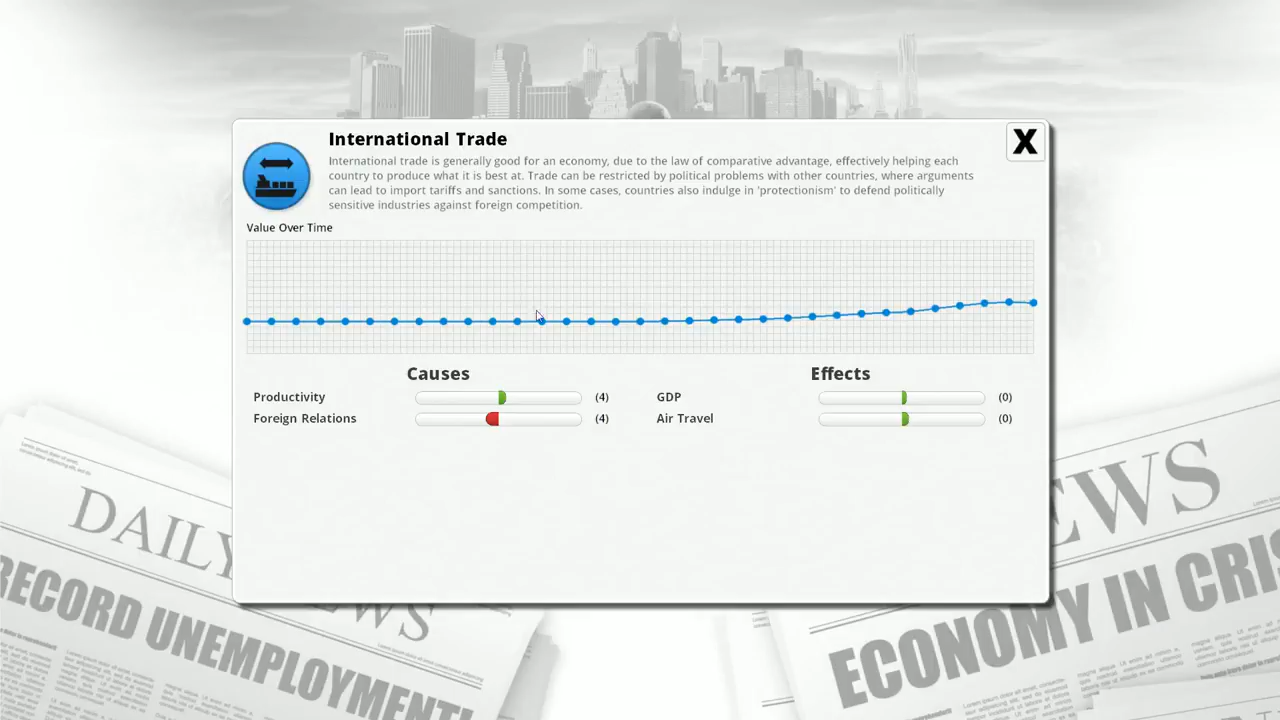 International Trade
X
International trade is generally good for an economy, due to the law of comparative advantage, effectively helping each
country to produce what it is best at. Trade can be restricted by political problems with other countries, where arguments
can lead to import tariffs and sanctions. In some cases, countries also indulge in 'protectionism' to defend politically
sensitive industries against foreign competition.
Value Over Time
Causes
Effects
Productivity (4)
GDP (0)
Foreign Relations (4)
Air Travel (0)
DAILY
WS
RECORD UNEMPLOYMENT
EWS
ECONOMY IN CRIS